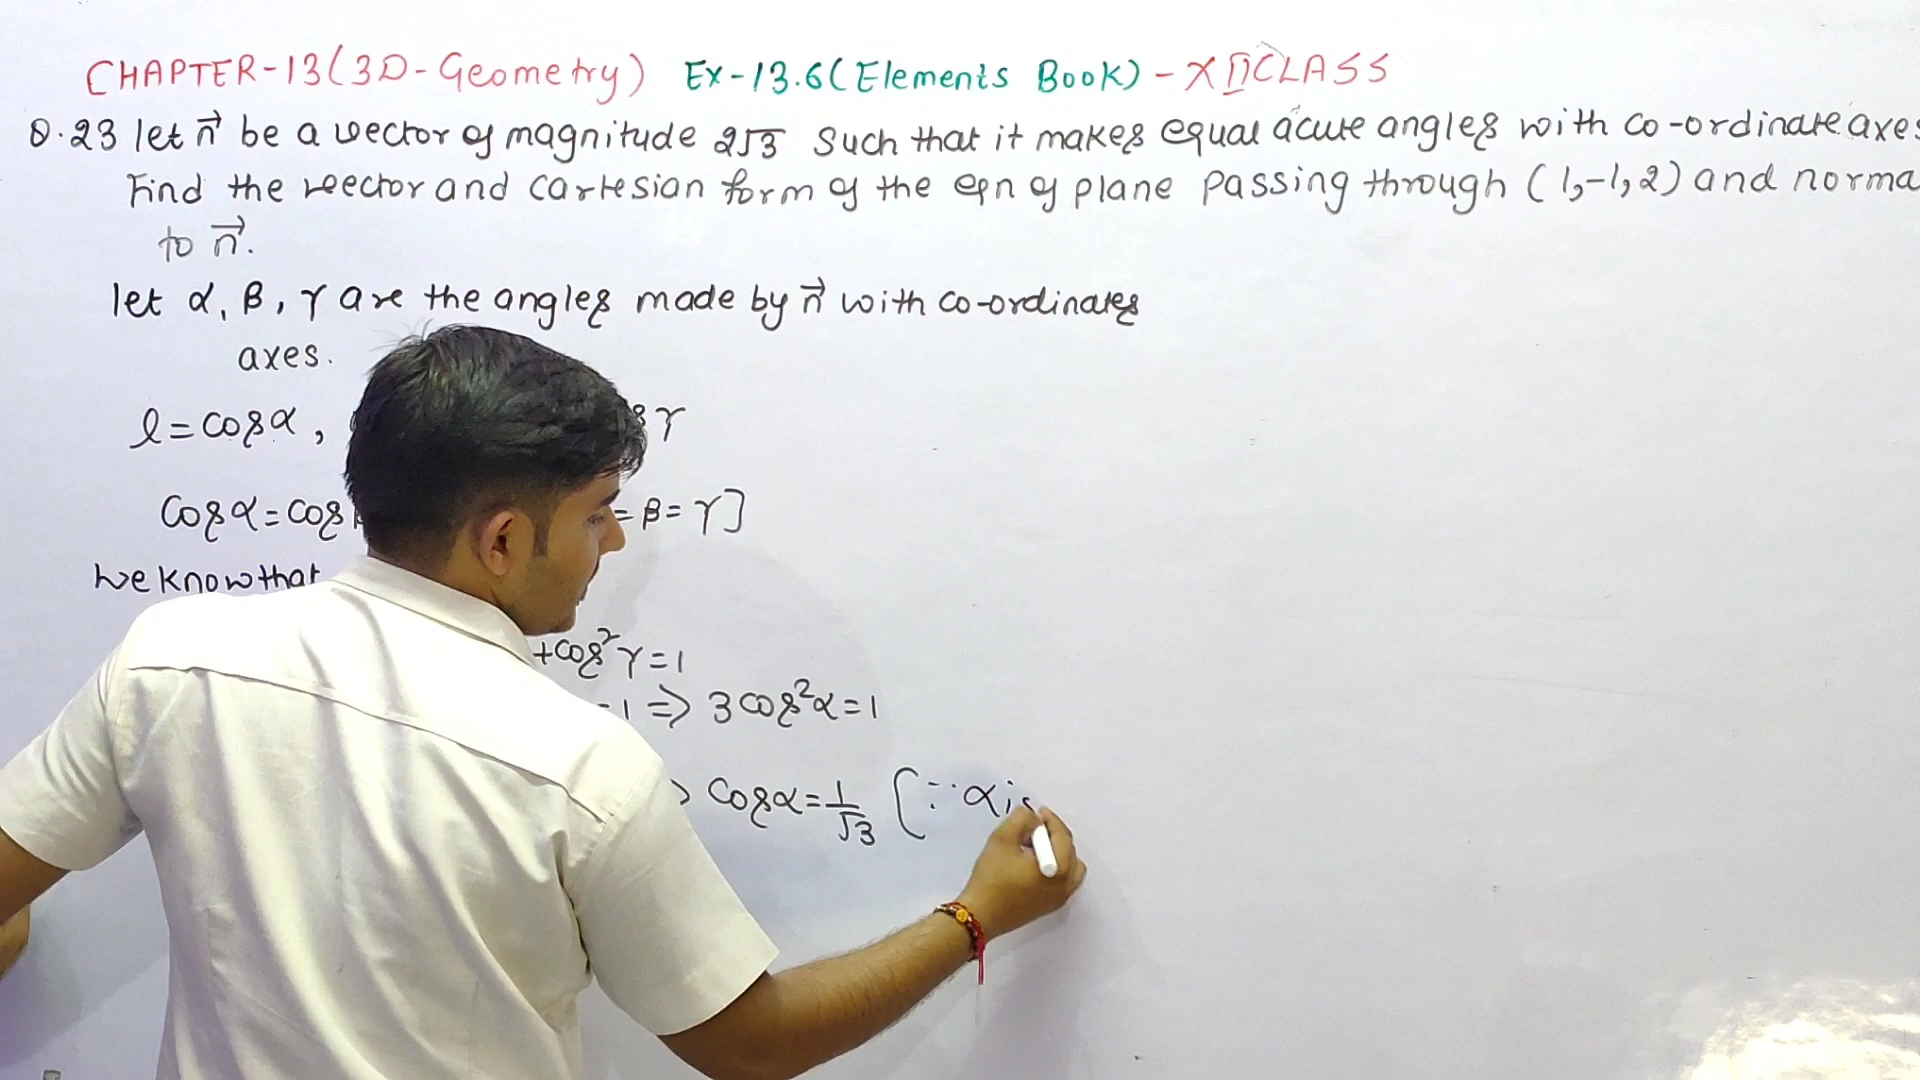 CHAPTER-13(3D-Geometry) Ex-13.6(Elements Book)-XIICLASS
Q.23 let n⃗ be a vector of magnitude 2√3 Such that it makes equal acute angles with co-ordinate axes
Find the vector and cartesian form of the eqn of plane passing through (1,-1,2) and norma
to n⃗.
let α, β, γ are the angles made by n⃗ with co-ordinates
axes.
l=cosα, γ
cosα=cos =β=γ]
we know that
+cos²γ=1
=1 ⇒ 3cos²α=1
cosα=1/√3 (∵ α is